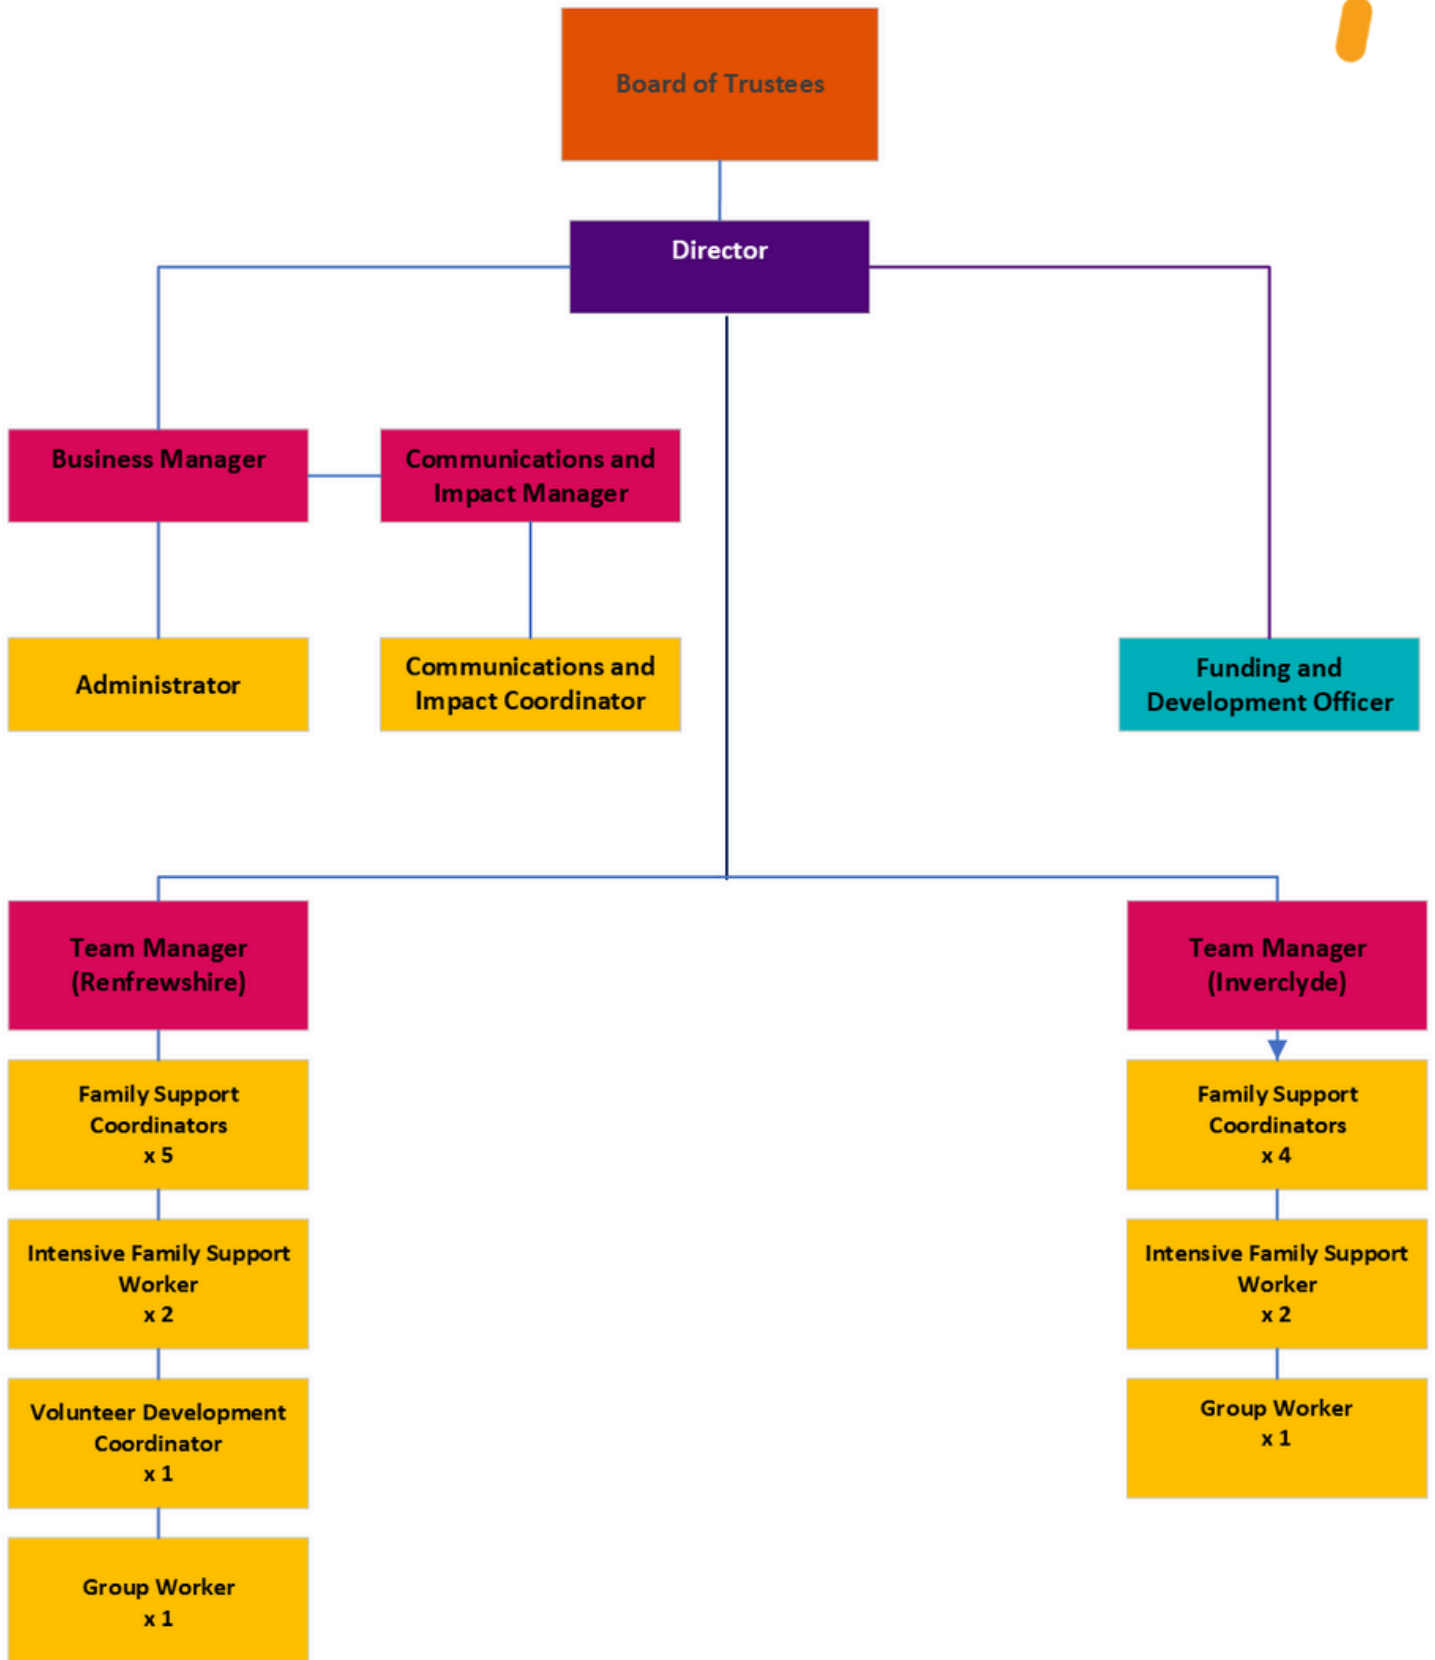 Board of Trustees
Director
Business Manager
Communications and
Impact Manager
Administrator
Communications and
Impact Coordinator
Funding and
Development Officer
Team Manager
(Renfrewshire)
Family Support
Coordinators
x 5
Intensive Family Support
Worker
x 2
Volunteer Development
Coordinator
x 1
Group Worker
x 1
Team Manager
(Inverclyde)
Family Support
Coordinators
x 4
Intensive Family Support
Worker
x 2
Group Worker
x 1